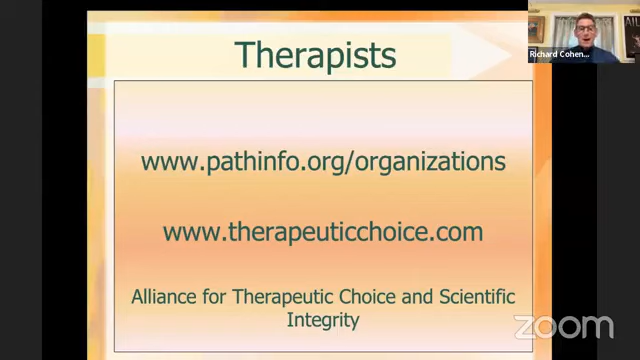 Therapists
www.pathinfo.org/organizations
www.therapeuticchoice.com
Alliance for Therapeutic Choice and Scientific
Integrity
Richard Cohen...
zoom